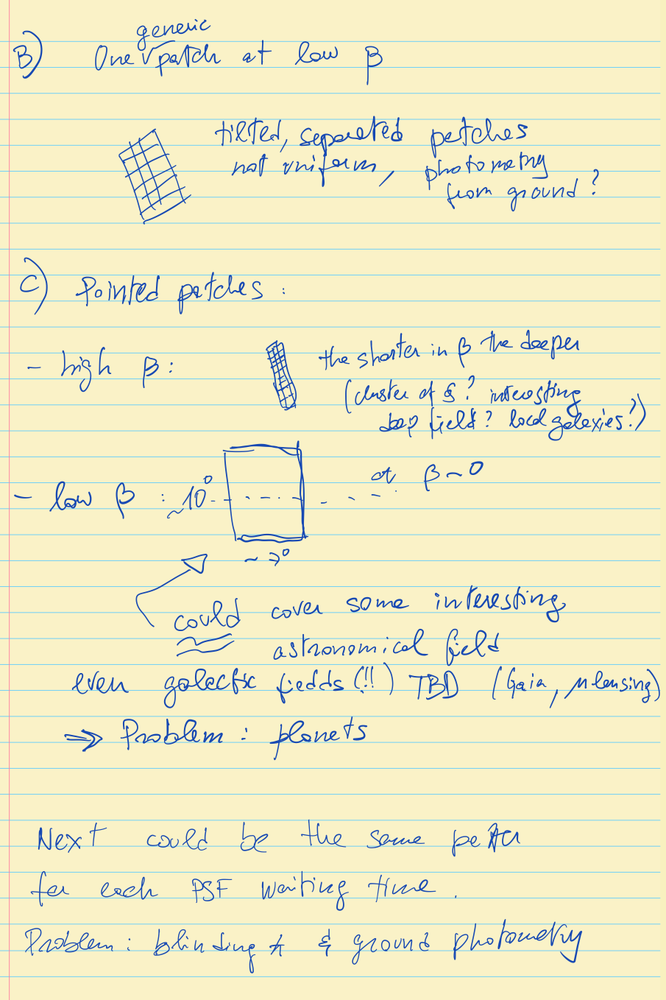 B) One generic patch at low β
tilted, separated patches
not uniform, photometry
from ground?
C) Pointed patches:
- high β:
the shorter in β the deeper
(cluster of G? interesting
deep field? local galaxies?)
at β ~ 0
- low β : ~10°
~ 7°
could cover some interesting
astronomical field
even galactic fields (!!) TBD (Gaia, μlensing)
⇒ Problem: planets
Next could be the same patch
for each PSF waiting time.
Problem: blinding & ground photometry